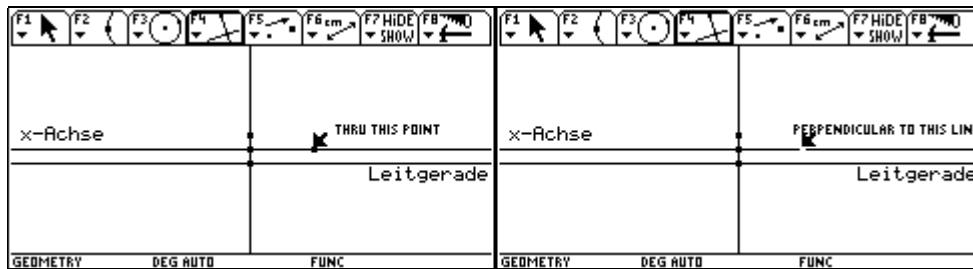 F1 F2 F3 F4 F5 F6 cm F7 HiDE SHOW F8
x-Achse
THRU THIS POINT
Leitgerade
GEOMETRY DEG AUTO FUNC
F1 F2 F3 F4 F5 F6 cm F7 HiDE SHOW F8
x-Achse
PERPENDICULAR TO THIS LIN
Leitgerade
GEOMETRY DEG AUTO FUNC